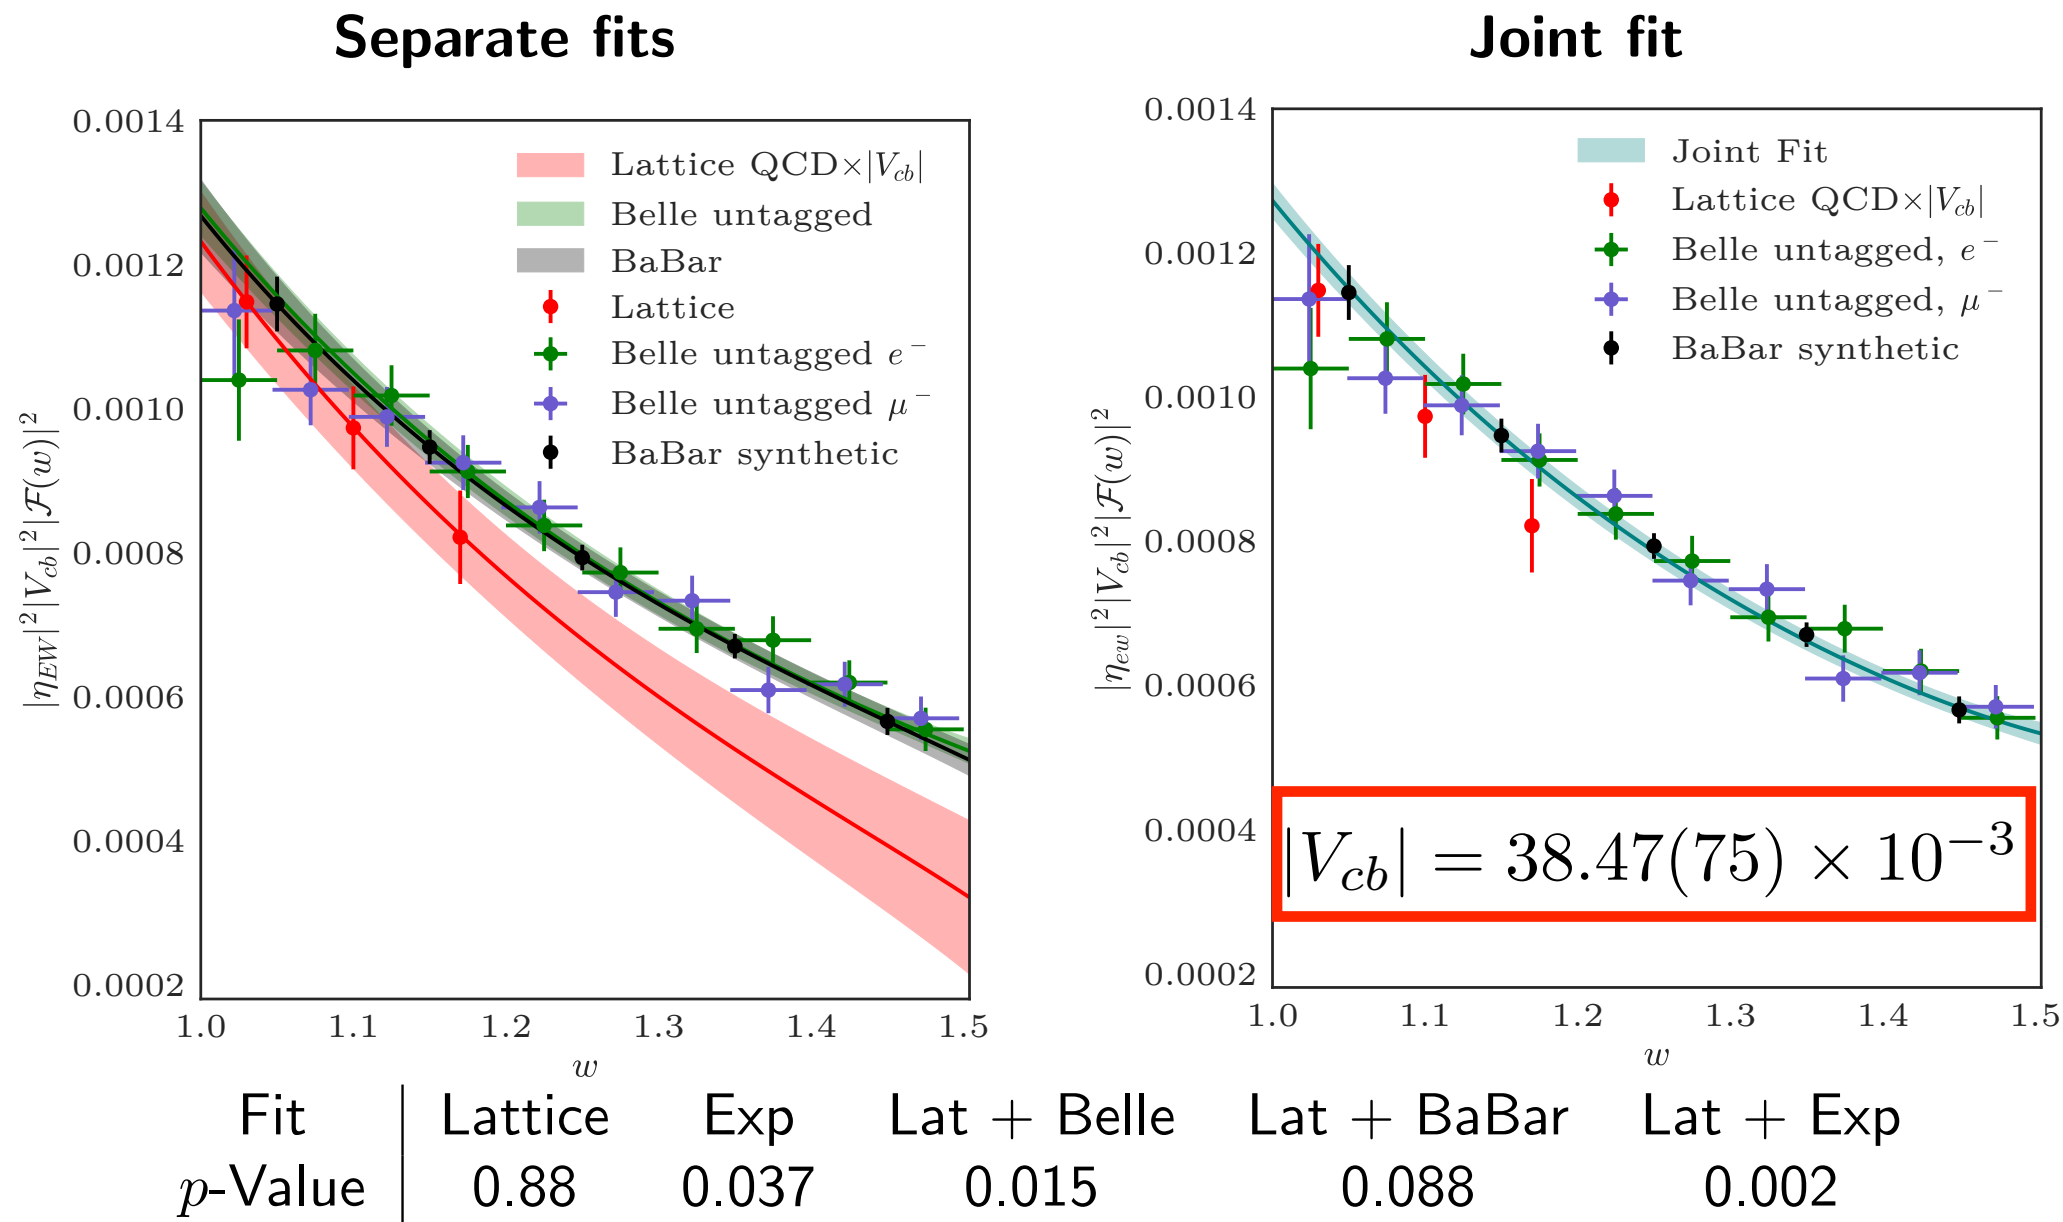 Separate fits
0.0014
0.0012
0.0010
0.0008
0.0006
0.0004
0.0002
|η_EW|²|V_cb|²|𝓕(w)|²
Lattice QCD×|V_cb|
Belle untagged
BaBar
Lattice
Belle untagged e⁻
Belle untagged μ⁻
BaBar synthetic
1.0 1.1 1.2 1.3 1.4 1.5
w
Joint fit
0.0014
0.0012
0.0010
0.0008
0.0006
0.0004
0.0002
|η_ew|²|V_cb|²|𝓕(w)|²
Joint Fit
Lattice QCD×|V_cb|
Belle untagged, e⁻
Belle untagged, μ⁻
BaBar synthetic
|V_cb| = 38.47(75) × 10⁻³
1.0 1.1 1.2 1.3 1.4 1.5
w
Fit Lattice Exp Lat + Belle Lat + BaBar Lat + Exp
p-Value 0.88 0.037 0.015 0.088 0.002